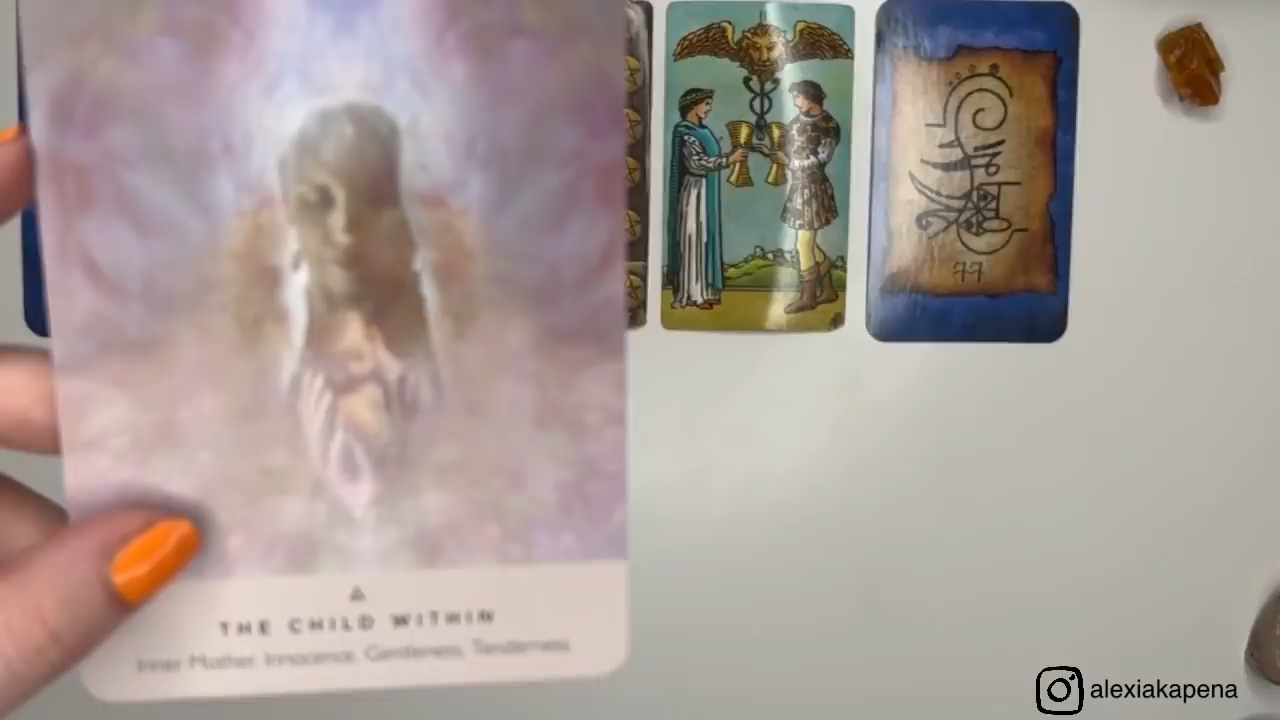 THE CHILD WITHIN
Inner Mother. Innocence. Gentleness. Tenderness.
77
alexiakapena